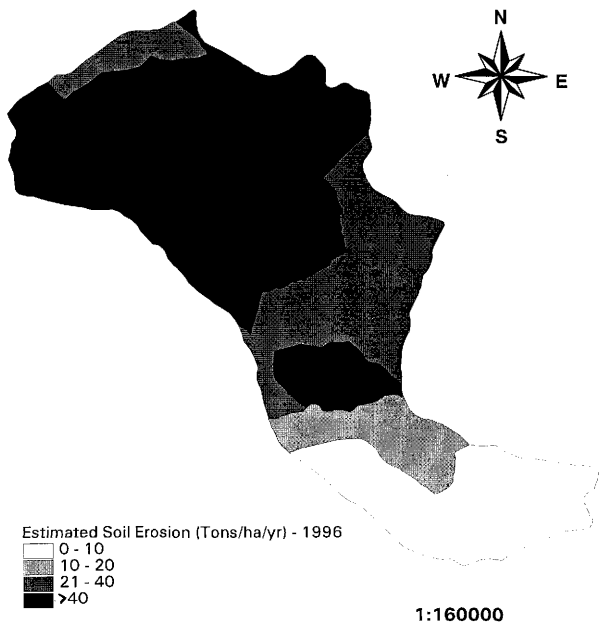 N
W E
S
Estimated Soil Erosion (Tons/ha/yr) - 1996
0 - 10
10 - 20
21 - 40
>40
1:160000